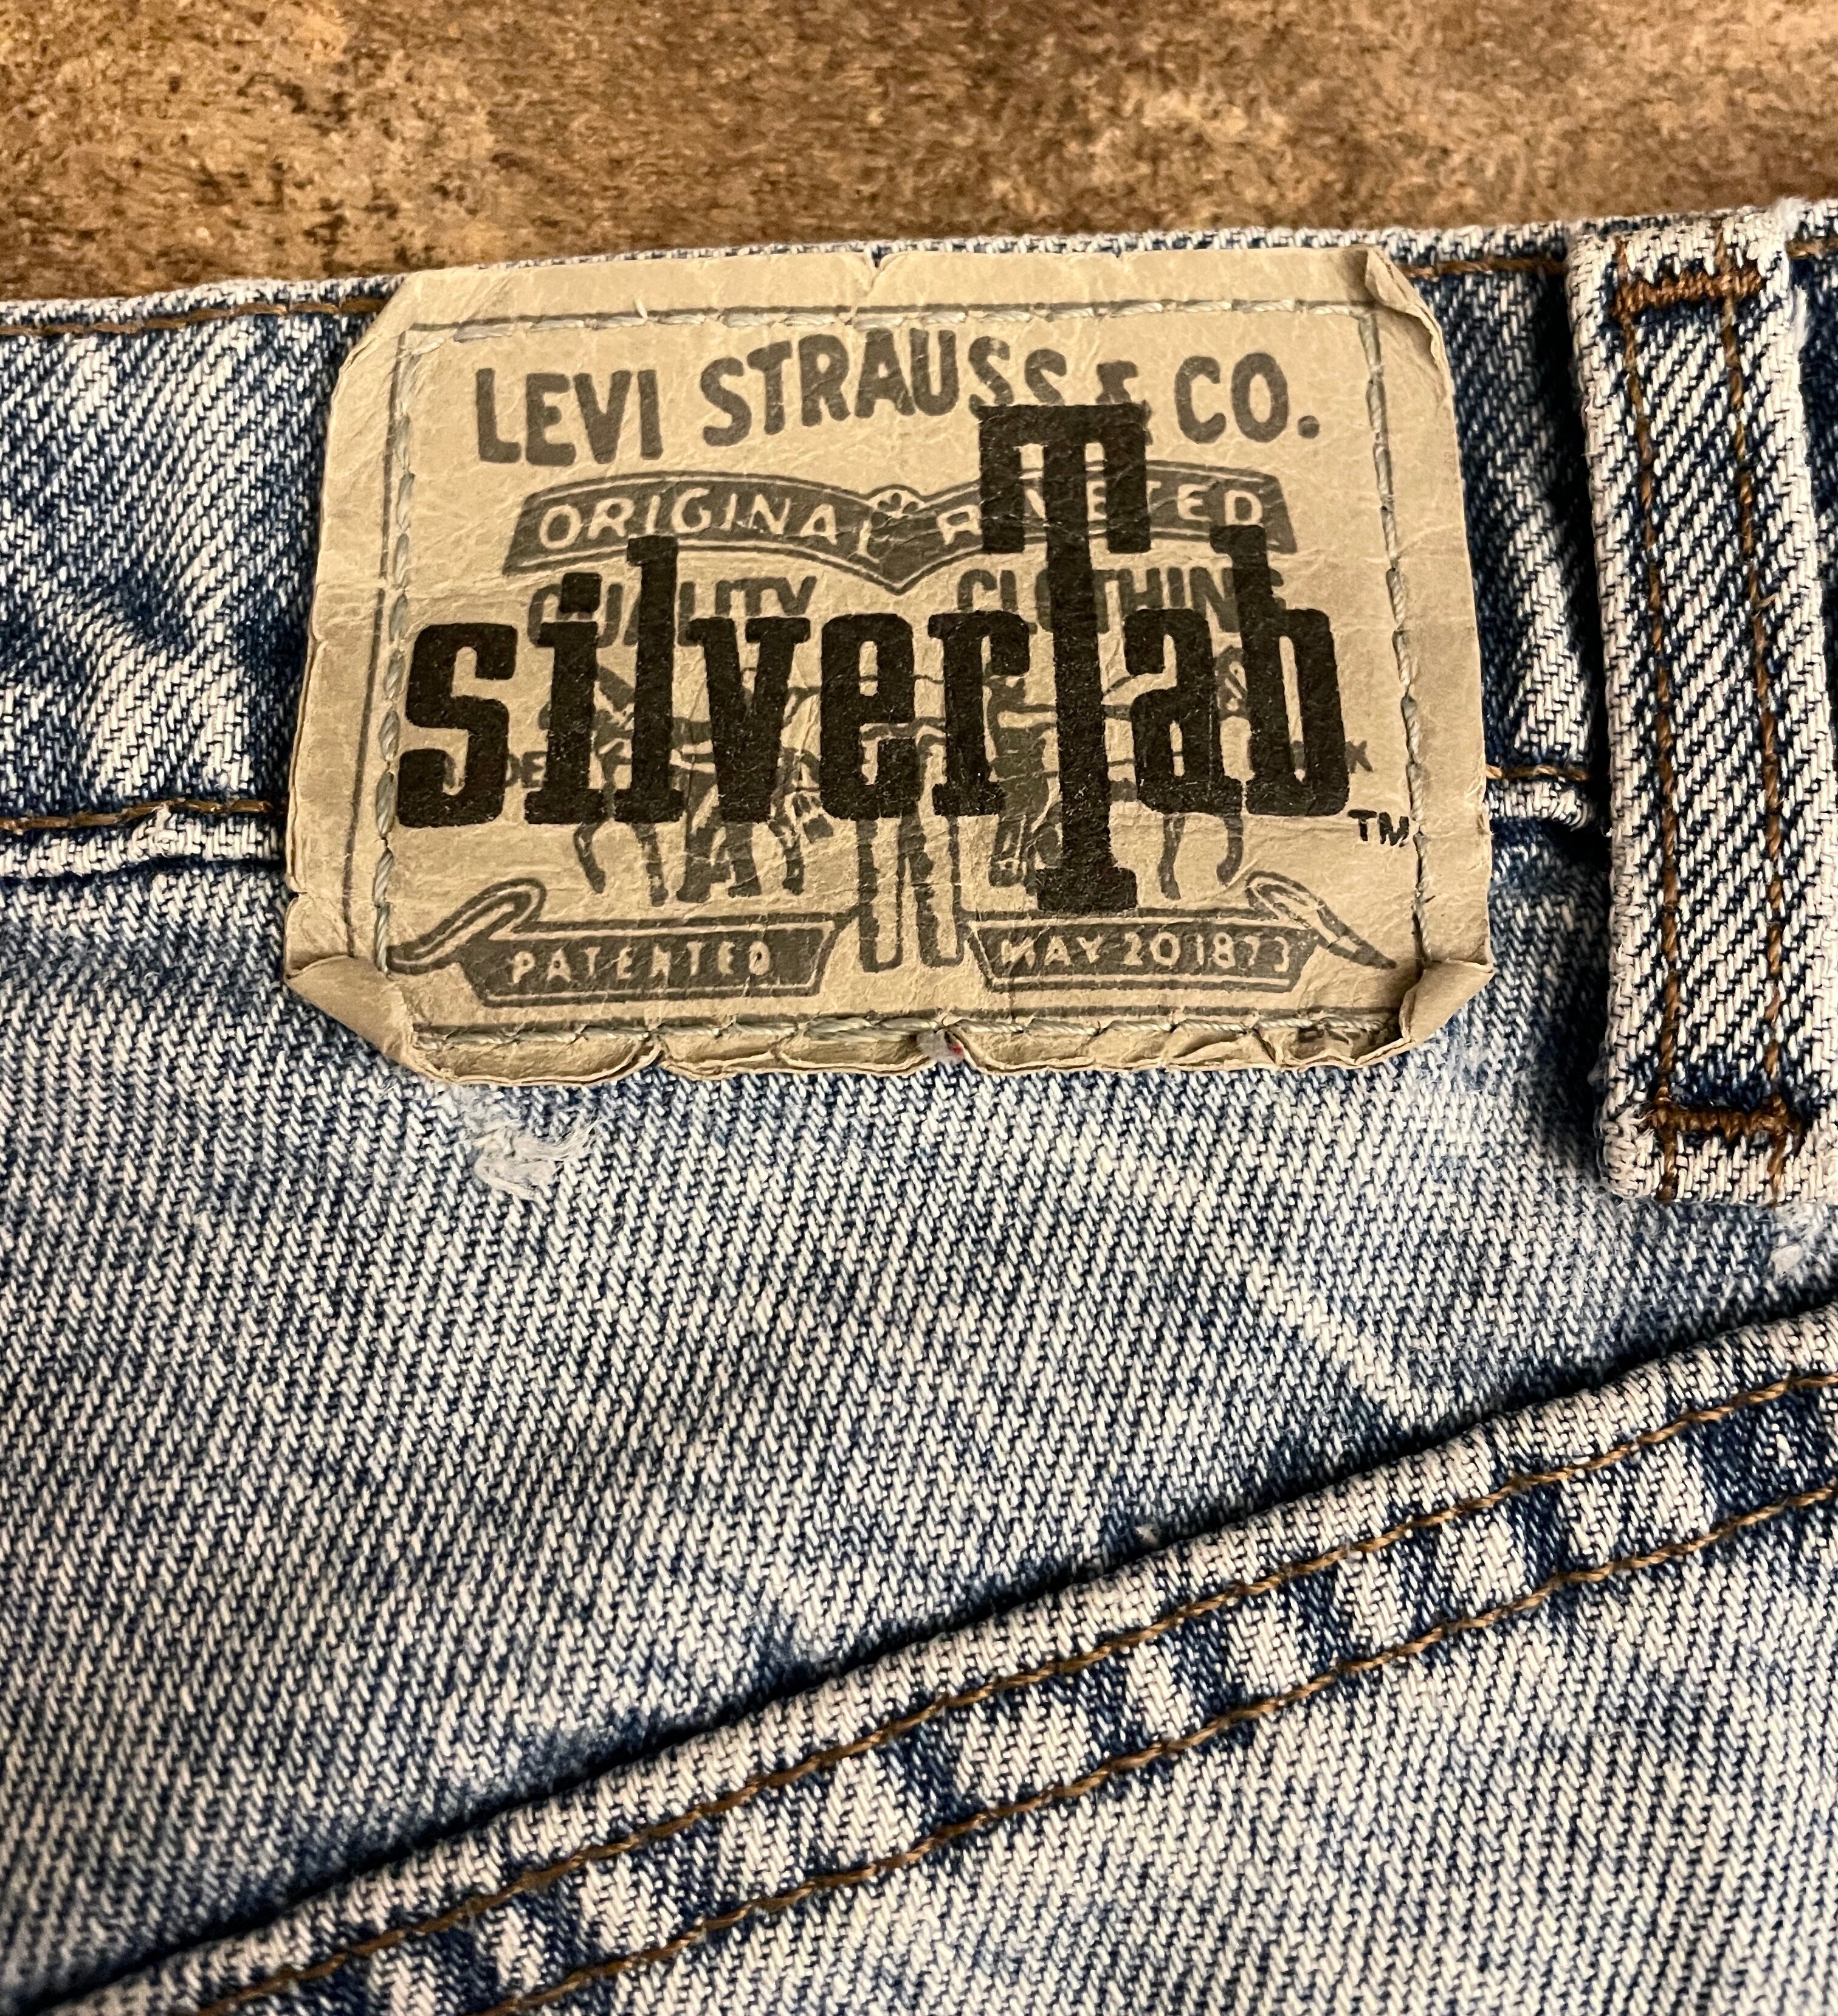 LEVI STRAUSS & CO.
ORIGINAL RIVETED
QUALITY CLOTHING
silverTab
TM
PATENTED MAY 20 1873